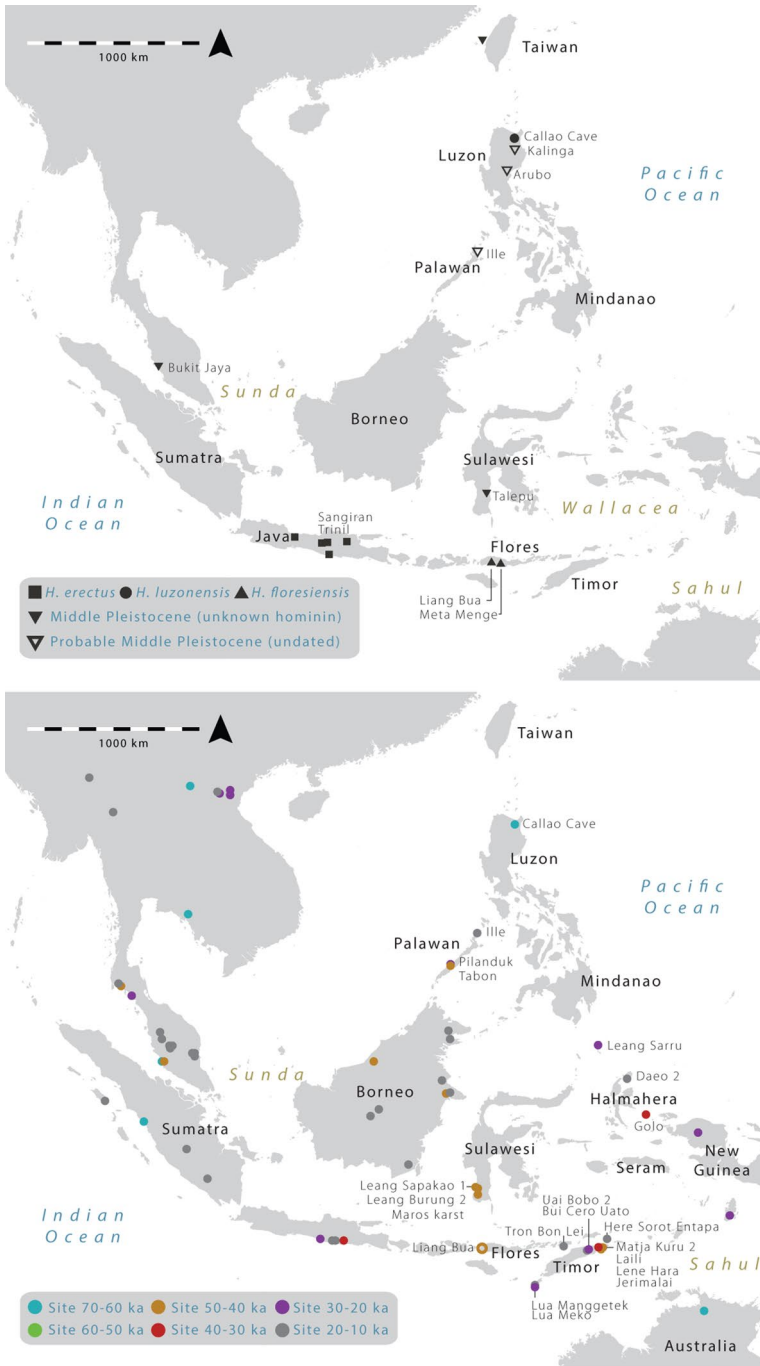 1000 km
Taiwan
Callao Cave
Luzon
Kalinga
Arubo
Pacific
Ocean
Ille
Palawan
Mindanao
Bukit Jaya
Sunda
Borneo
Sumatra
Sulawesi
Talepu
Indian
Ocean
Wallacea
Sangiran
Trinil
Java
Flores
Timor
Sahul
Liang Bua
Meta Menge
H. erectus H. luzonensis H. floresiensis
Middle Pleistocene (unknown hominin)
Probable Middle Pleistocene (undated)
1000 km
Taiwan
Callao Cave
Luzon
Pacific
Ocean
Ille
Palawan
Pilanduk
Tabon
Mindanao
Leang Sarru
Sunda
Daeo 2
Borneo
Halmahera
Golo
Sumatra
Sulawesi
New
Guinea
Seram
Leang Sapakao 1
Leang Burung 2
Maros karst
Indian
Ocean
Uai Bobo 2
Bui Cero Uato
Tron Bon Lei
Here Sorot Entapa
Liang Bua
Flores
Matja Kuru 2
Laili
Lene Hara
Jerimalai
Timor
Sahul
Lua Manggetek
Lua Meko
Site 70-60 ka Site 50-40 ka Site 30-20 ka
Site 60-50 ka Site 40-30 ka Site 20-10 ka
Australia